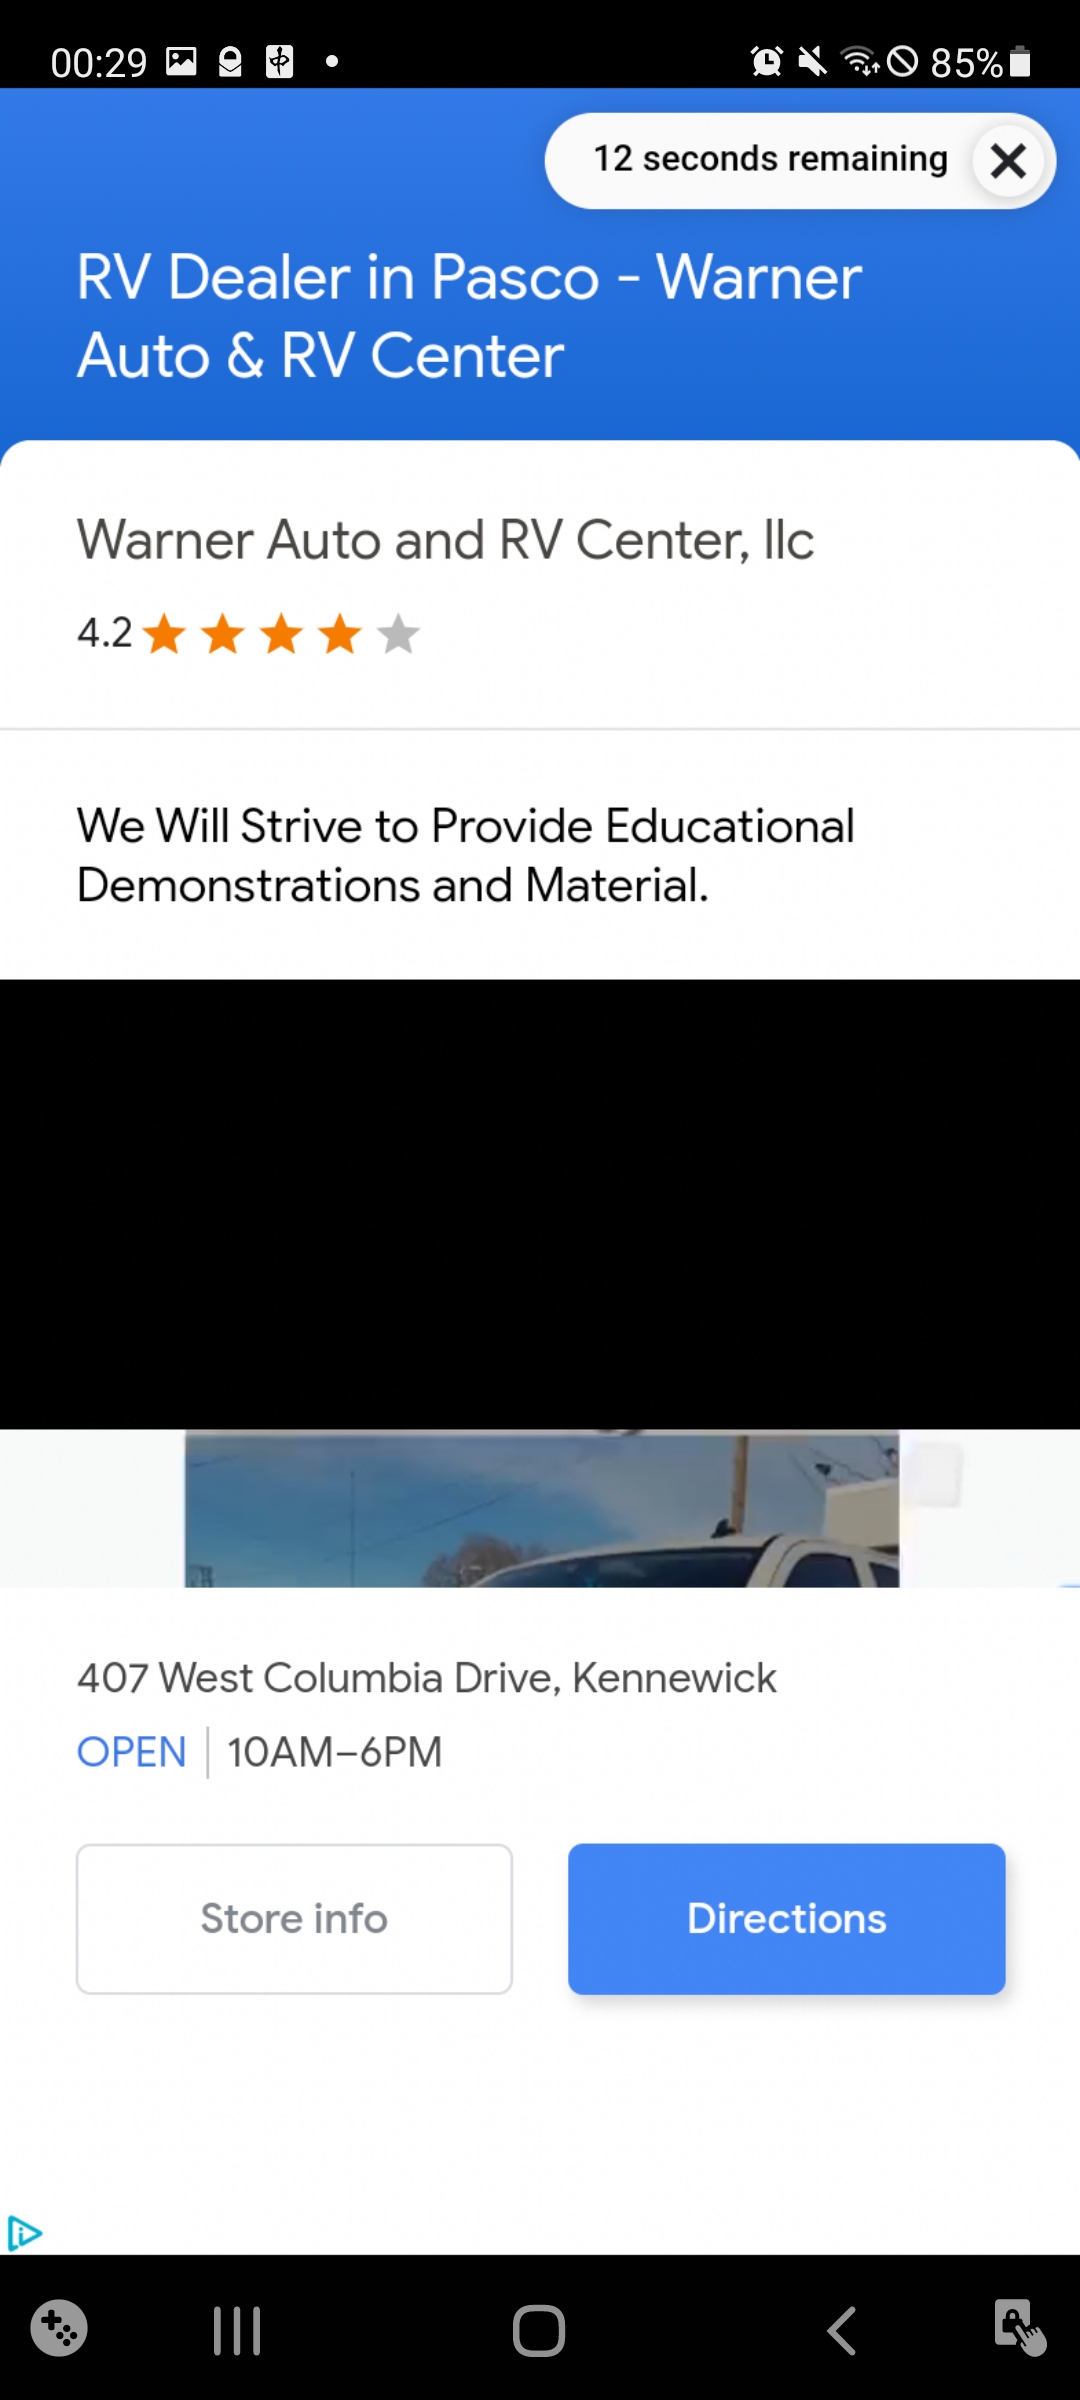 00:29
85%
12 seconds remaining
RV Dealer in Pasco - Warner
Auto & RV Center
Warner Auto and RV Center, llc
4.2
We Will Strive to Provide Educational
Demonstrations and Material.
407 West Columbia Drive, Kennewick
OPEN | 10AM–6PM
Store info
Directions